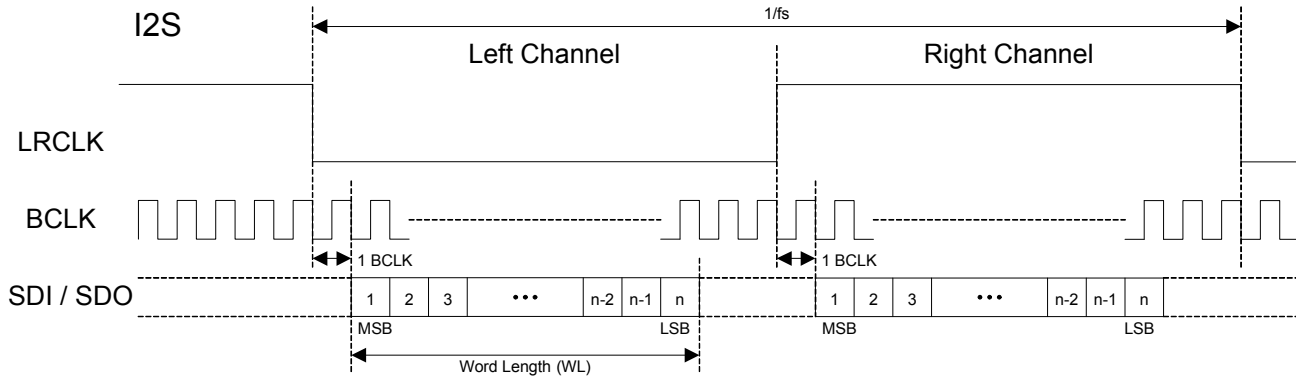 I2S
1/fs
Left Channel
Right Channel
LRCLK
BCLK
1 BCLK
1 BCLK
SDI / SDO
1 2 3 ••• n-2 n-1 n
1 2 3 ••• n-2 n-1 n
MSB
LSB
MSB
LSB
Word Length (WL)